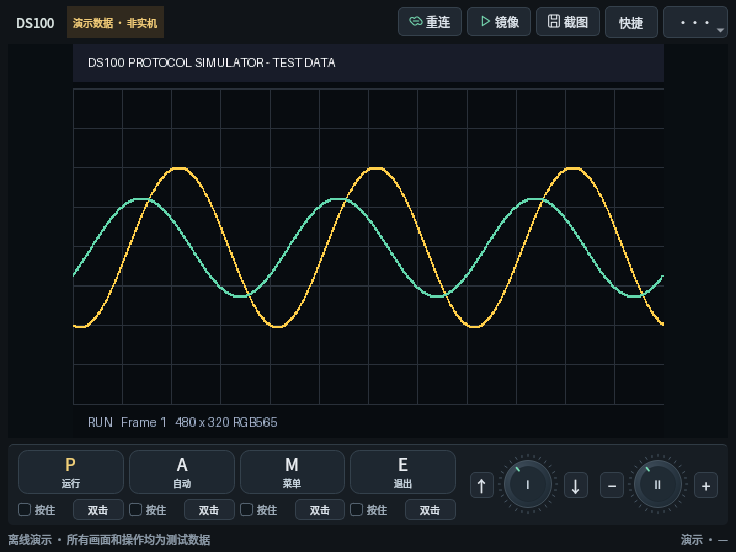 DS100 演示数据 · 非实机 重连 镜像 截图 快捷 ···
DS100 PROTOCOL SIMULATOR - TEST DATA
RUN Frame 1 480 x 320 RGB565
P A M E
运行 自动 菜单 退出
↑ I ↓ − II +
按住 双击 按住 双击 按住 双击 按住 双击
离线演示 · 所有画面和操作均为测试数据 演示 · —